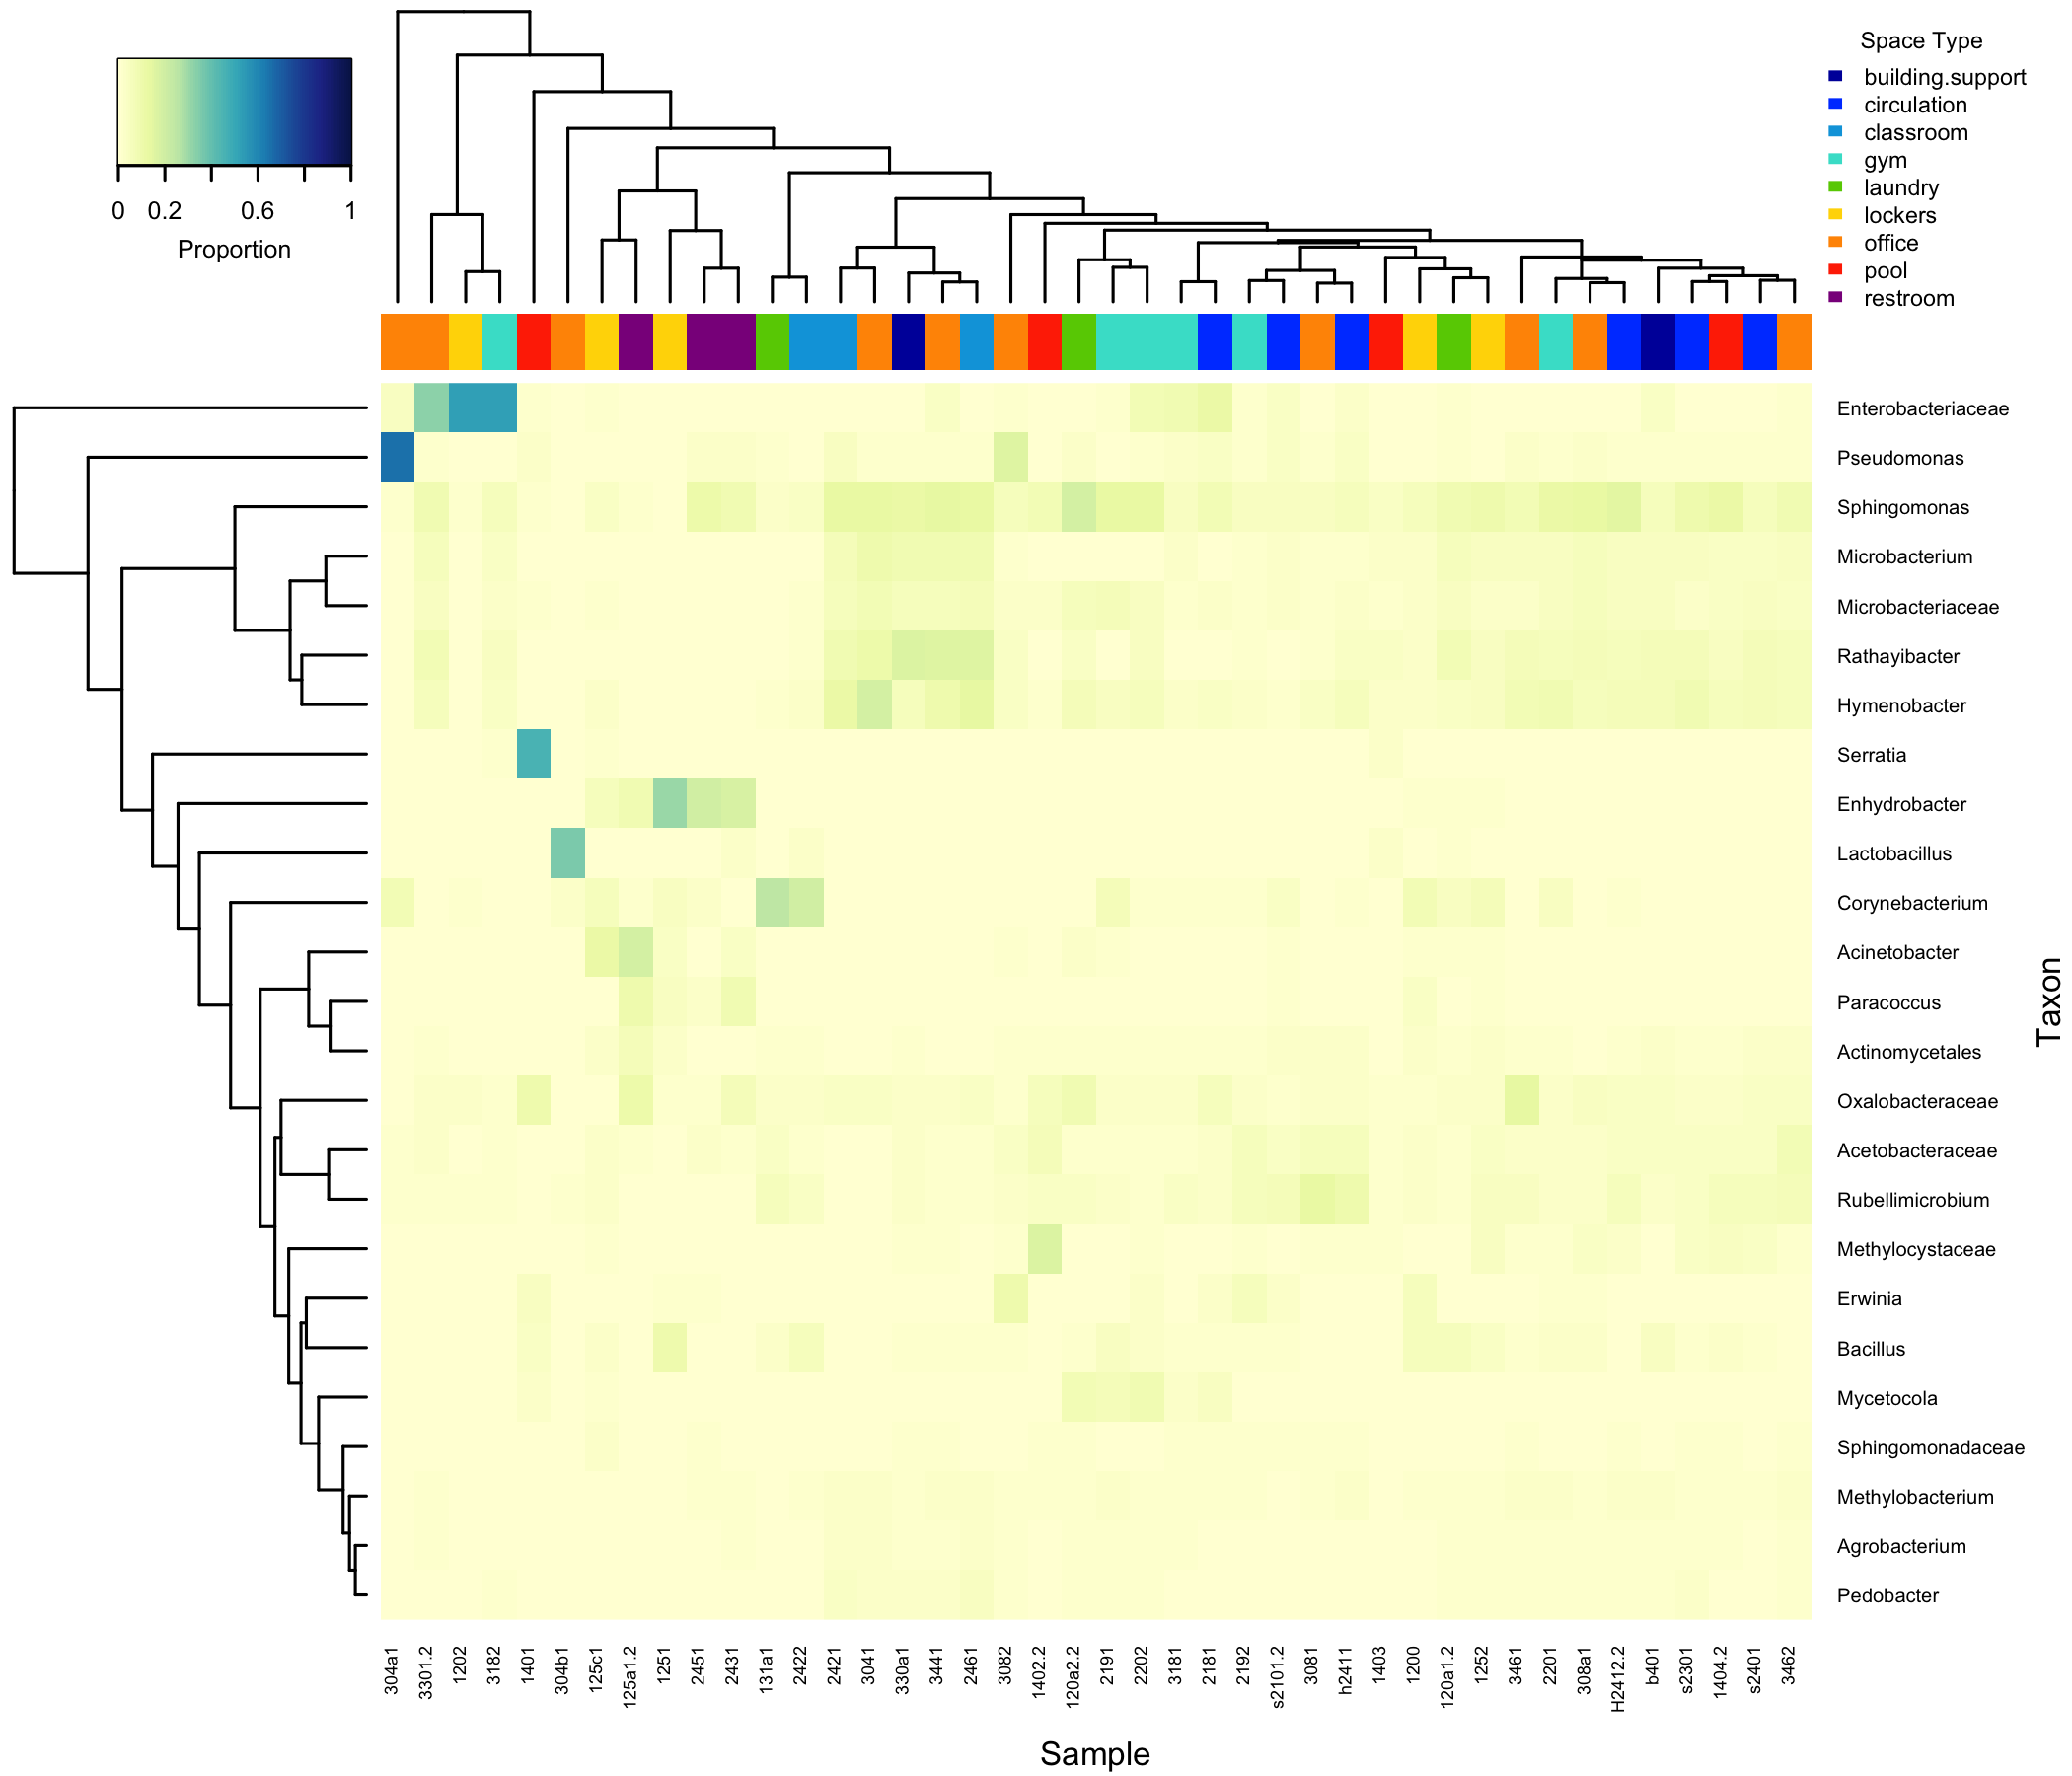 0 0.2 0.6 1
Proportion
Space Type
building.support
circulation
classroom
gym
laundry
lockers
office
pool
restroom
Enterobacteriaceae
Pseudomonas
Sphingomonas
Microbacterium
Microbacteriaceae
Rathayibacter
Hymenobacter
Serratia
Enhydrobacter
Lactobacillus
Corynebacterium
Acinetobacter
Paracoccus
Actinomycetales
Oxalobacteraceae
Acetobacteraceae
Rubellimicrobium
Methylocystaceae
Erwinia
Bacillus
Mycetocola
Sphingomonadaceae
Methylobacterium
Agrobacterium
Pedobacter
Taxon
304a1
3301.2
1202
3182
1401
304b1
125c1
125a1.2
1251
2451
2431
131a1
2422
2421
3041
330a1
3441
2461
3082
1402.2
120a2.2
2191
2202
3181
2181
2192
s2101.2
3081
h2411
1403
1200
120a1.2
1252
3461
2201
308a1
H2412.2
b401
s2301
1404.2
s2401
3462
Sample